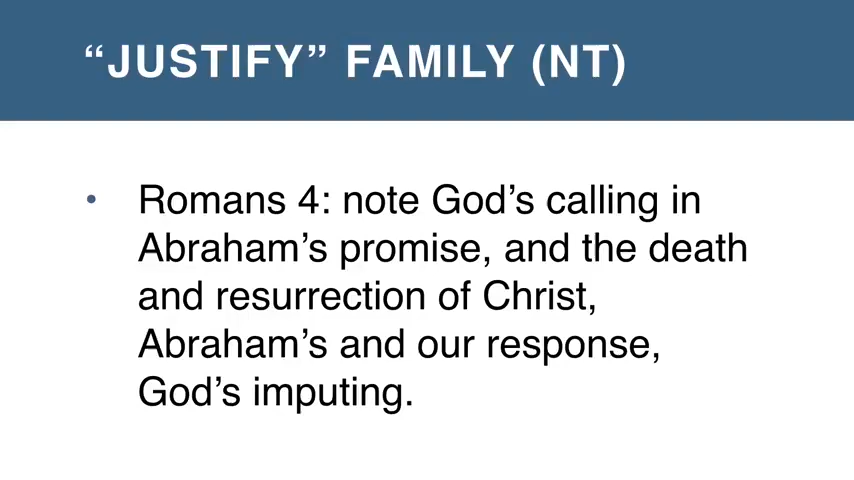 “JUSTIFY” FAMILY (NT)
• Romans 4: note God’s calling in
Abraham’s promise, and the death
and resurrection of Christ,
Abraham’s and our response,
God’s imputing.